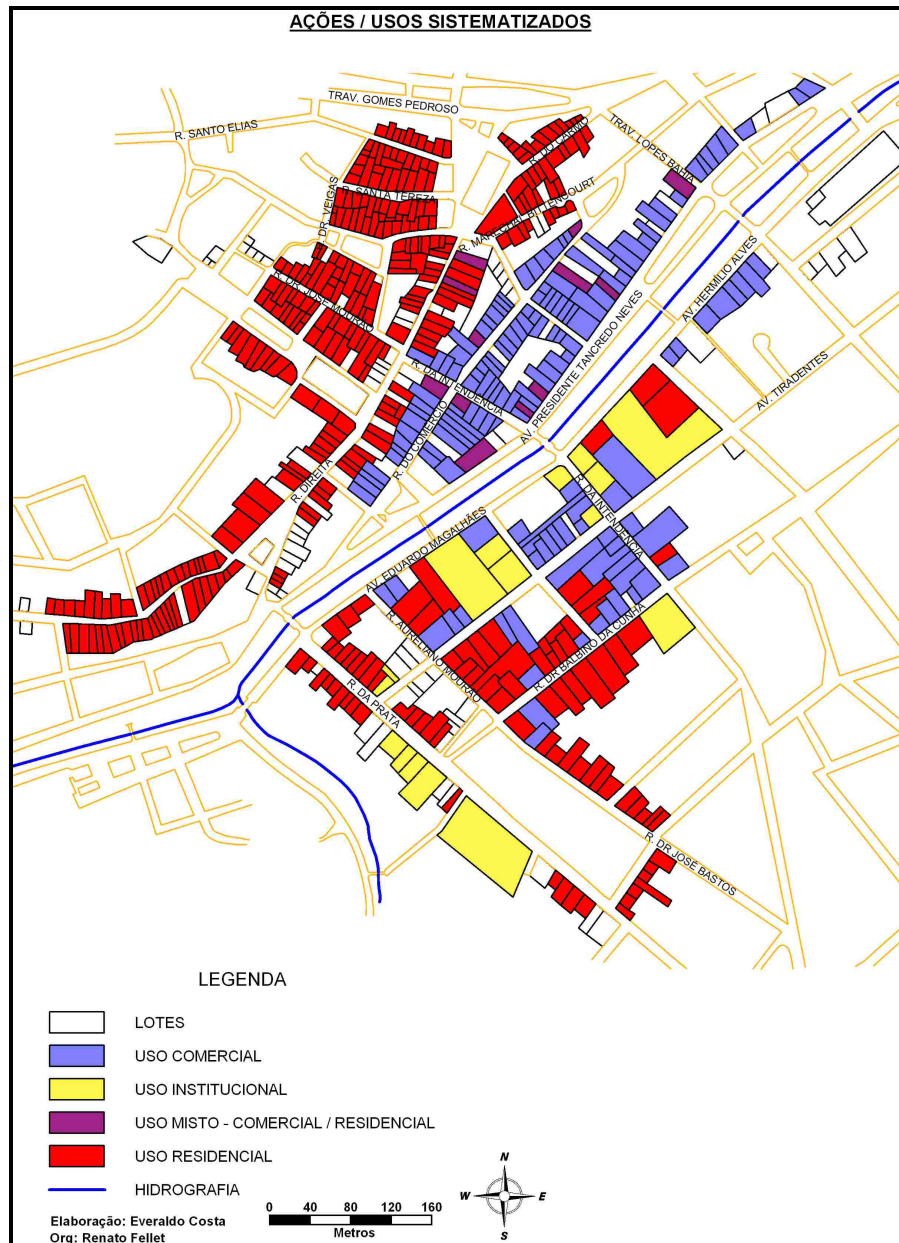 AÇÕES / USOS SISTEMATIZADOS
TRAV. GOMES PEDROSO
R. SANTO ELIAS
R. DO CARMO
TRAV. LOPES BAHIA
R. SANTA TEREZA
R. DR. VEIGAS
R. MARECHAL BITTENCOURT
R. DR. JOSÉ MOURÃO
AV. HERMÍLIO ALVES
AV. PRESIDENTE TANCREDO NEVES
R. DA INTENDÊNCIA
AV. TIRADENTES
R. DO COMÉRCIO
R. DIREITA
R. DA INTENDÊNCIA
AV. EDUARDO MAGALHÃES
R. AURELIANO MOURÃO
R. DR BALBINO DA CUNHA
R. DA PRATA
R. DR JOSÉ BASTOS
LEGENDA
LOTES
USO COMERCIAL
USO INSTITUCIONAL
USO MISTO - COMERCIAL / RESIDENCIAL
USO RESIDENCIAL
HIDROGRAFIA
N
W E
S
0 40 80 120 160
Metros
Elaboração: Everaldo Costa
Org: Renato Fellet